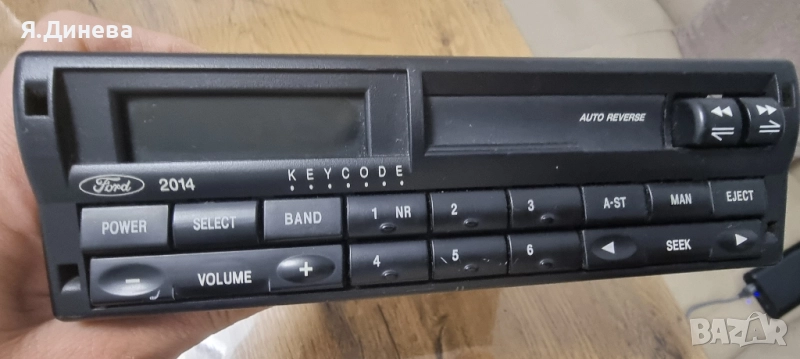 Я.Динева
AUTO REVERSE
KEYCODE
Ford 2014
POWER SELECT BAND 1 NR 2 3 A-ST MAN EJECT
- VOLUME + 4 5 6 ◀ SEEK ▶
BAZAR